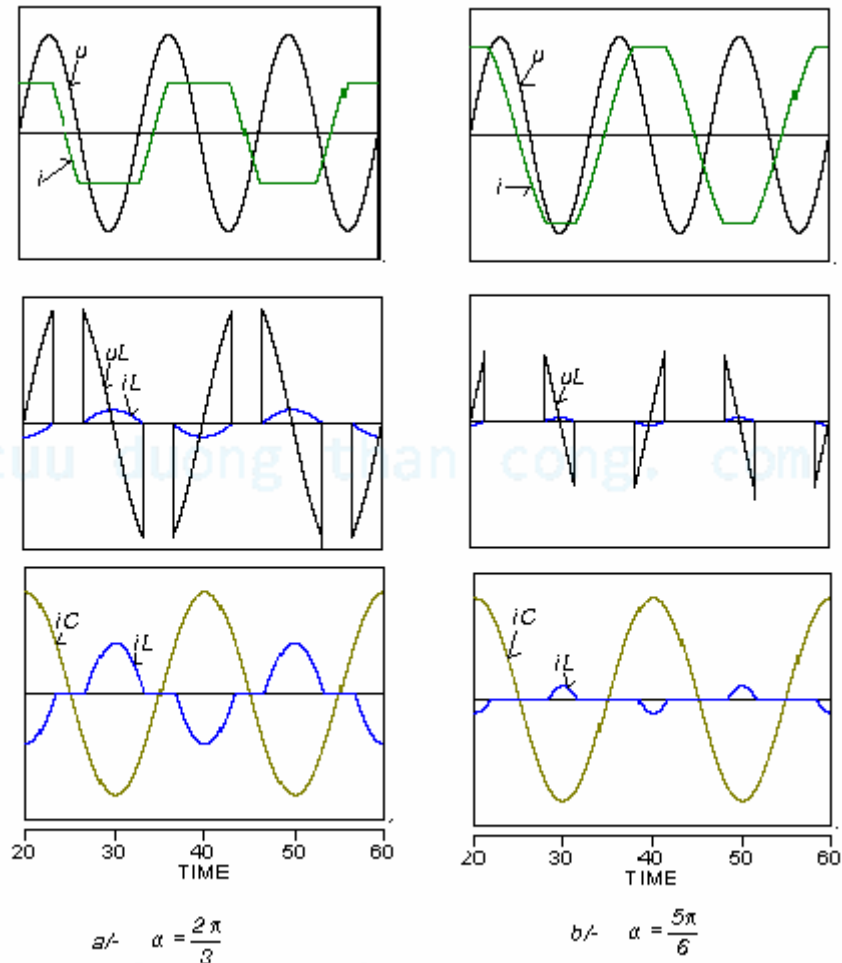 u
u
i
i
uL
iL
uL
cuu duong than cong. com
iC
iL
iC
iL
20 30 40 50 60
TIME
20 30 40 50 60
TIME
a/- α = 2π/3
b/- α = 5π/6